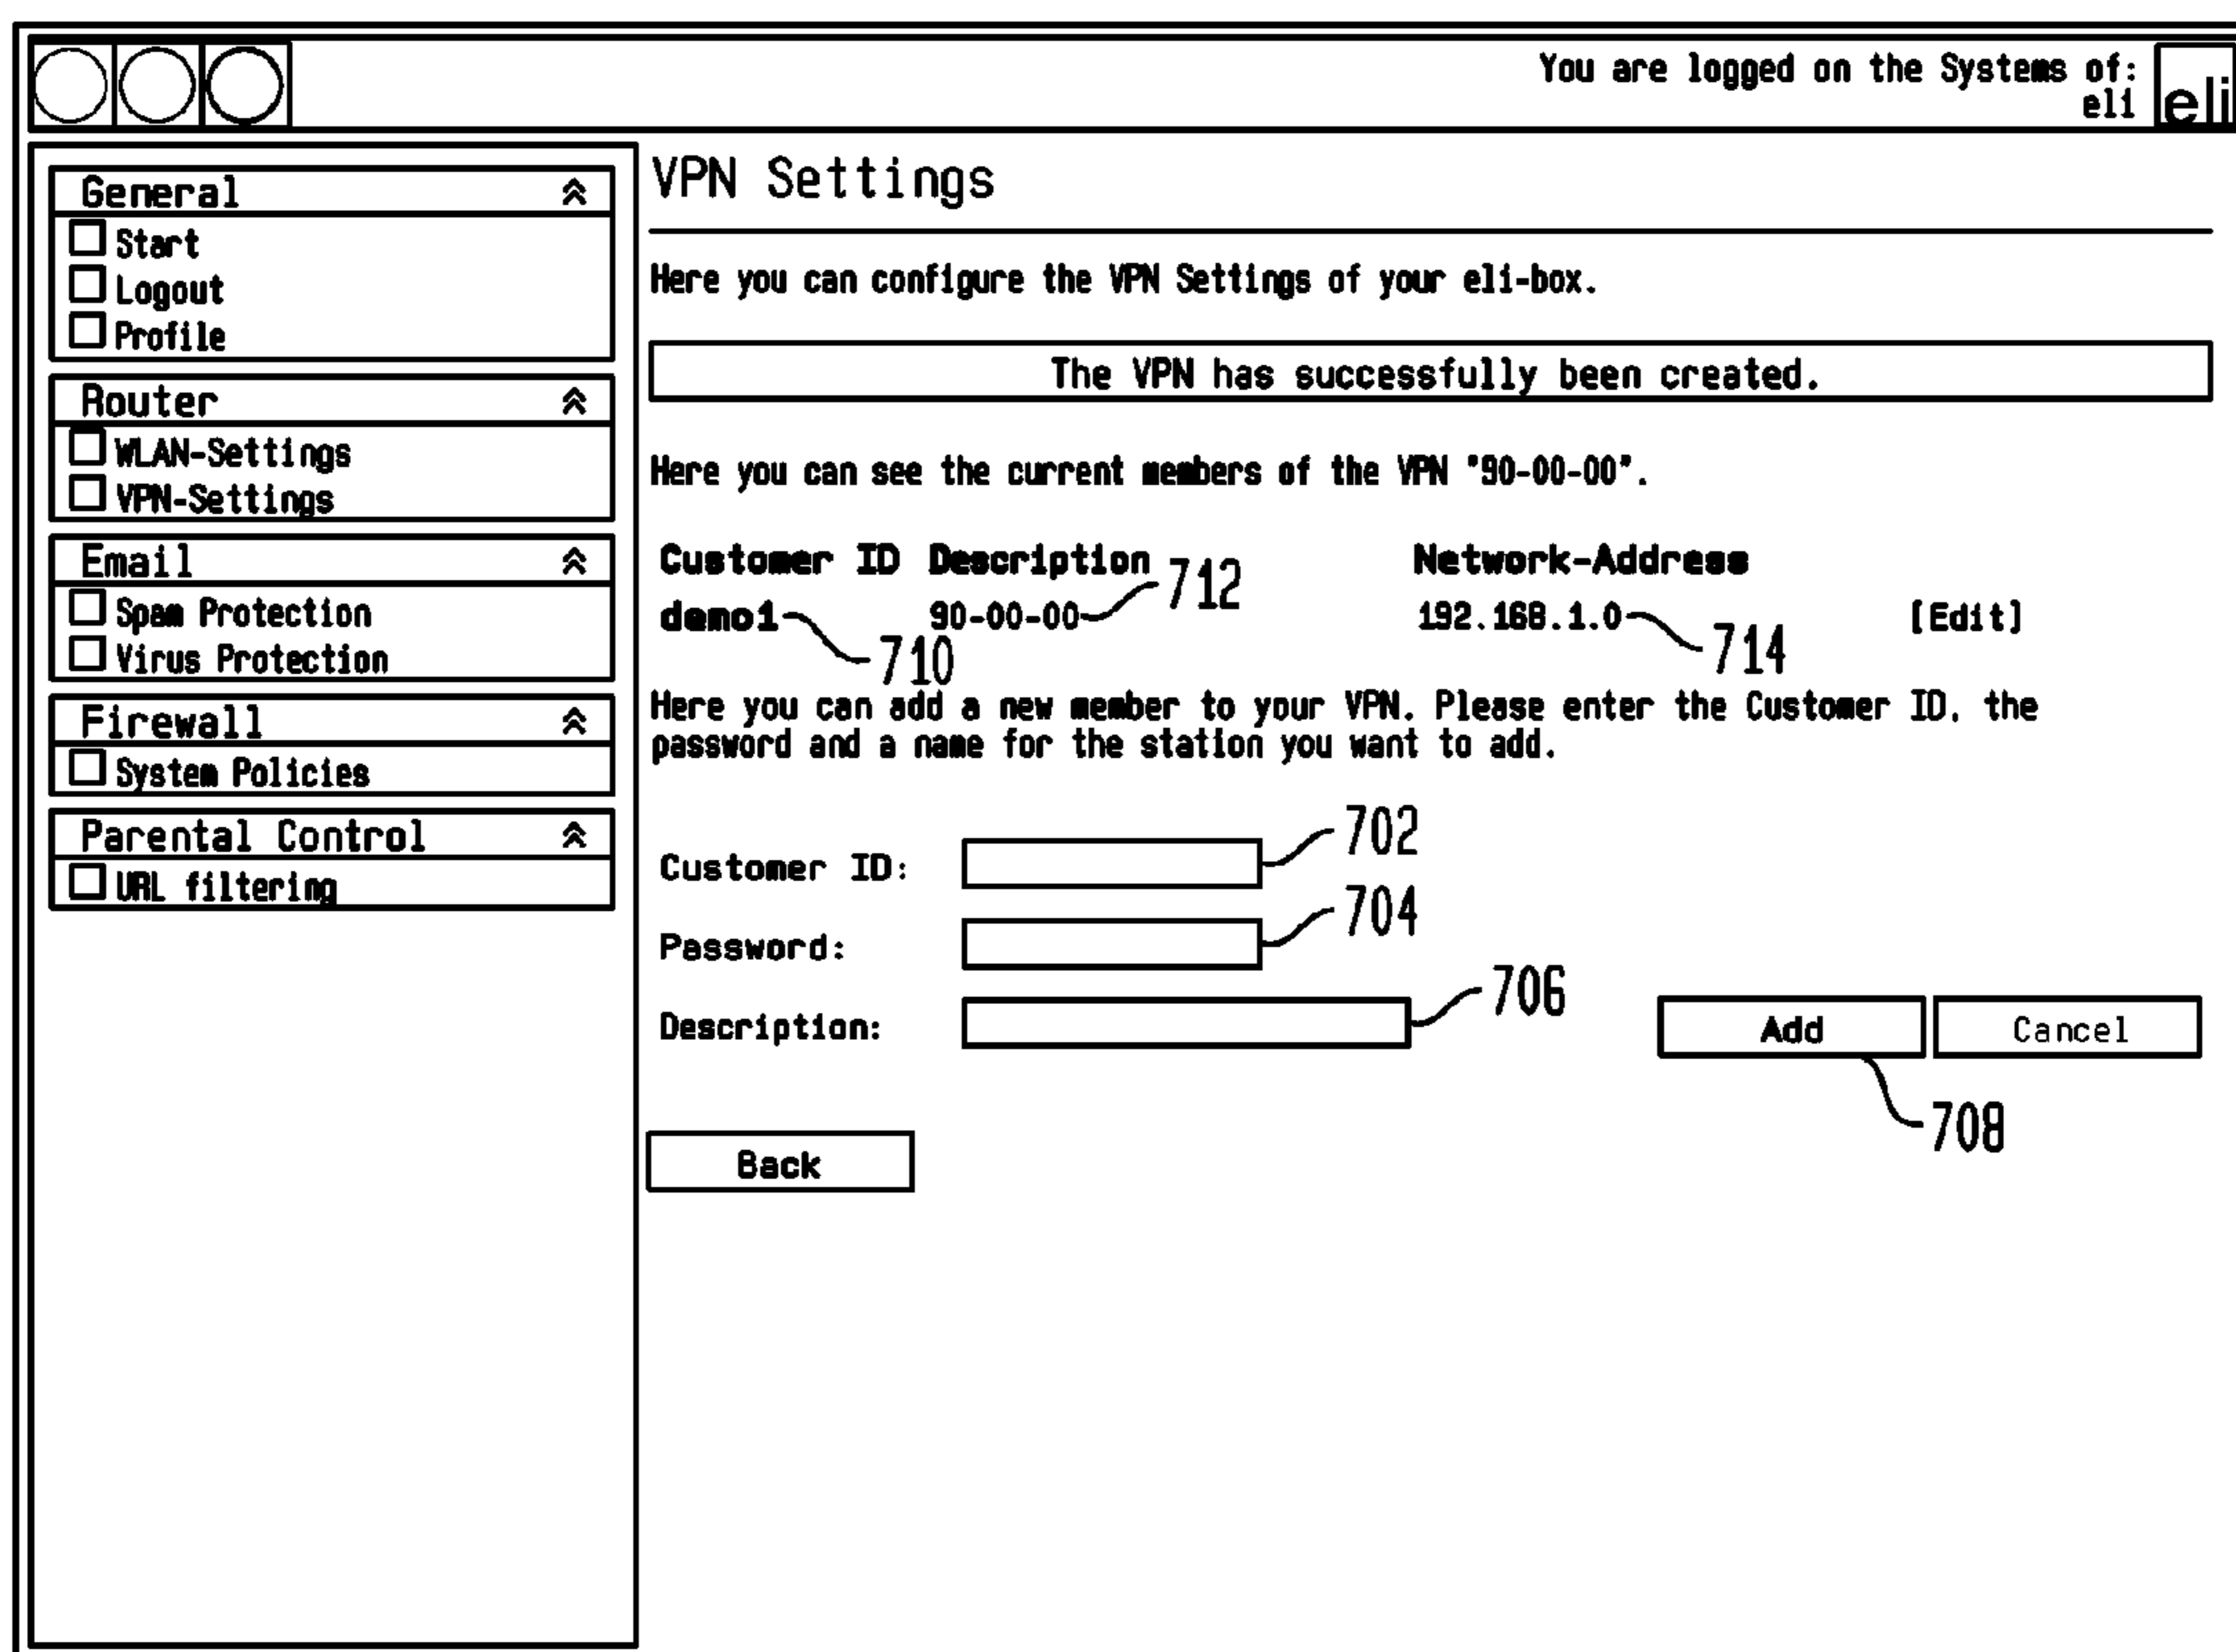 You are logged on the Systems of:
eli
eli
General
Start
Logout
Profile
Router
WLAN-Settings
VPN-Settings
Email
Spam Protection
Virus Protection
Firewall
System Policies
Parental Control
URL filtering
VPN Settings
Here you can configure the VPN Settings of your eli-box.
The VPN has successfully been created.
Here you can see the current members of the VPN "90-00-00".
Customer ID Description Network-Address
712
demo1 90-00-00 192.168.1.0 [Edit]
710 714
Here you can add a new member to your VPN. Please enter the Customer ID, the
password and a name for the station you want to add.
702
Customer ID:
704
Password:
706
Description: Add Cancel
708
Back